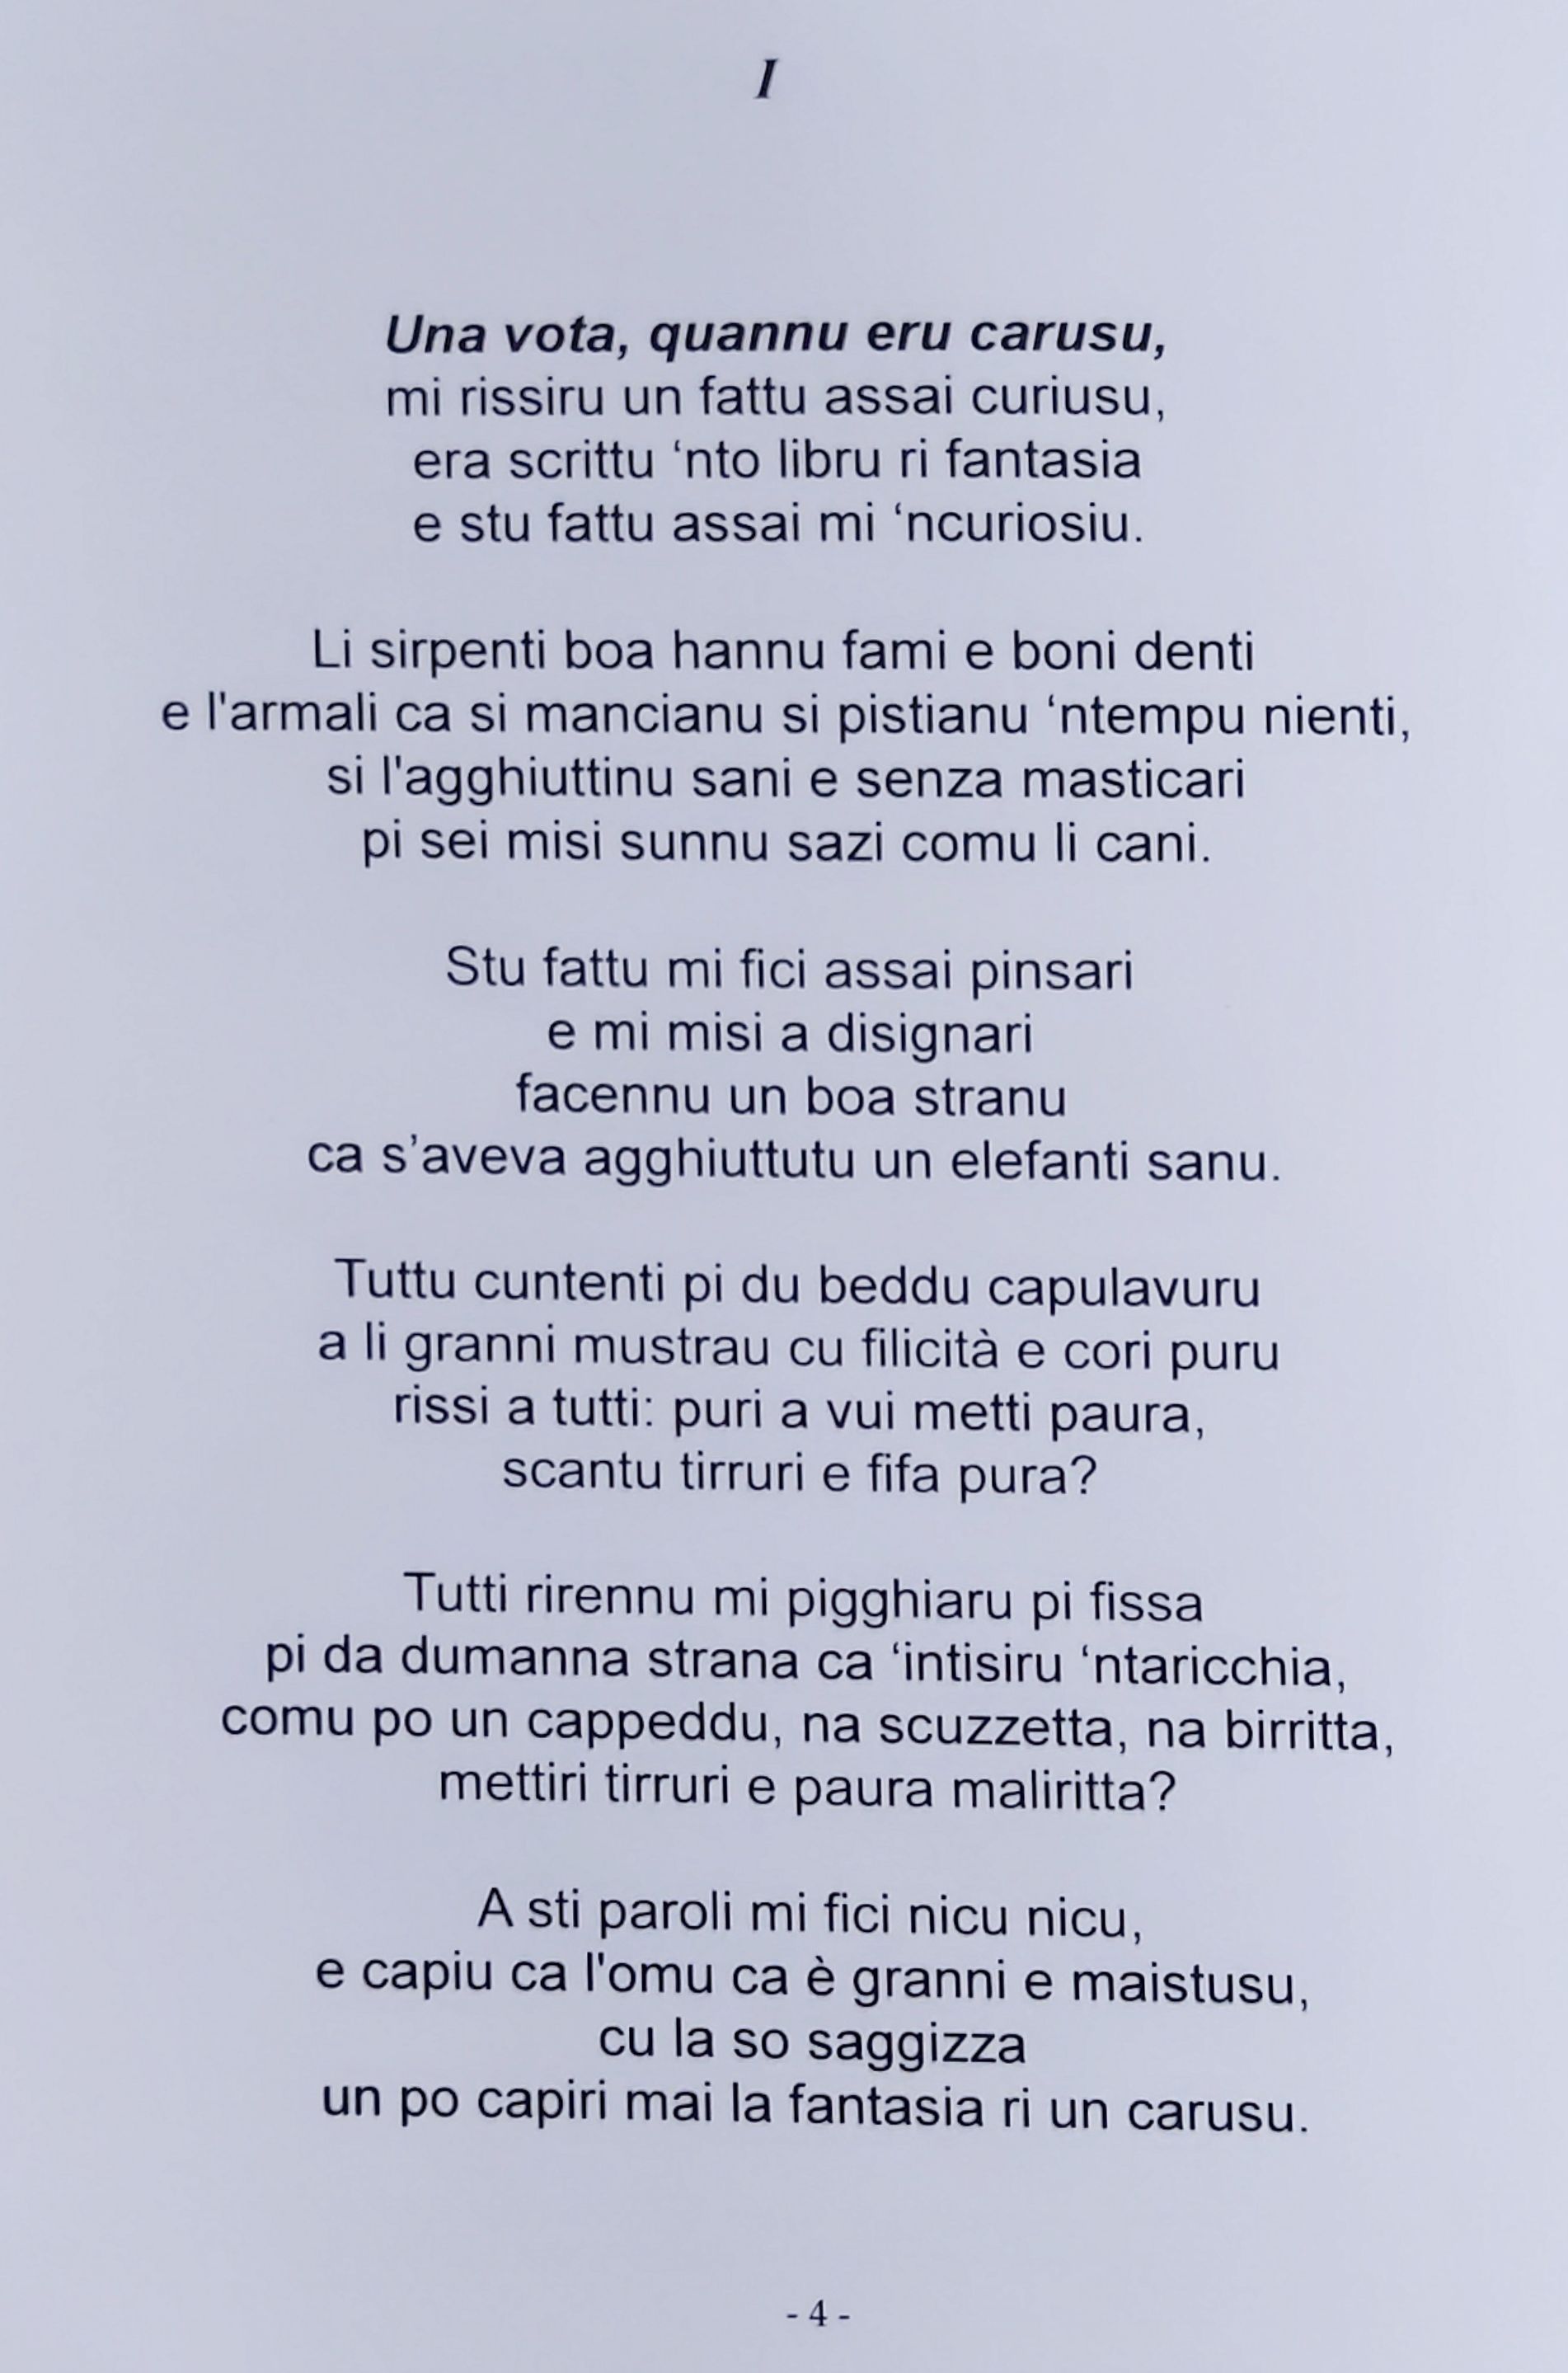 I
Una vota, quannu eru carusu,
mi rissiru un fattu assai curiusu,
era scrittu ‘nto libru ri fantasia
e stu fattu assai mi ‘ncuriosiu.
Li sirpenti boa hannu fami e boni denti
e l'armali ca si mancianu si pistianu ‘ntempu nienti,
si l'agghiuttinu sani e senza masticari
pi sei misi sunnu sazi comu li cani.
Stu fattu mi fici assai pinsari
e mi misi a disignari
facennu un boa stranu
ca s’aveva agghiuttutu un elefanti sanu.
Tuttu cuntenti pi du beddu capulavuru
a li granni mustrau cu filicità e cori puru
rissi a tutti: puri a vui metti paura,
scantu tirruri e fifa pura?
Tutti rirennu mi pigghiaru pi fissa
pi da dumanna strana ca ‘intisiru ‘ntaricchia,
comu po un cappeddu, na scuzzetta, na birritta,
mettiri tirruri e paura maliritta?
A sti paroli mi fici nicu nicu,
e capiu ca l'omu ca è granni e maistusu,
cu la so saggizza
un po capiri mai la fantasia ri un carusu.
- 4 -